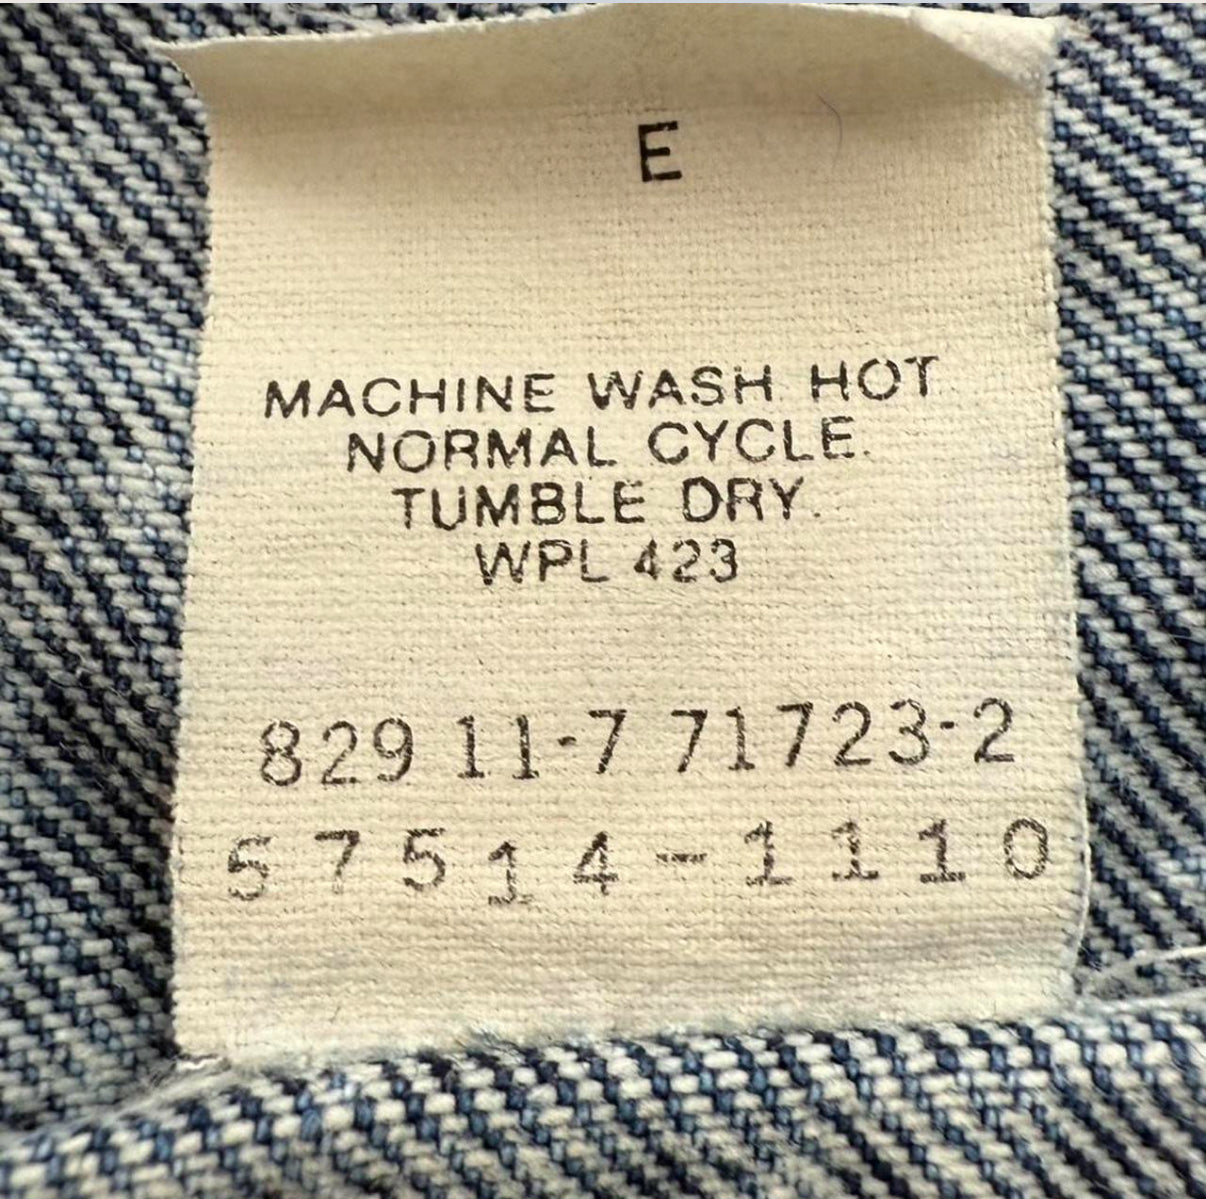 E
MACHINE WASH HOT
NORMAL CYCLE.
TUMBLE DRY.
WPL 423
829 11-7 71723-2
57514-1110